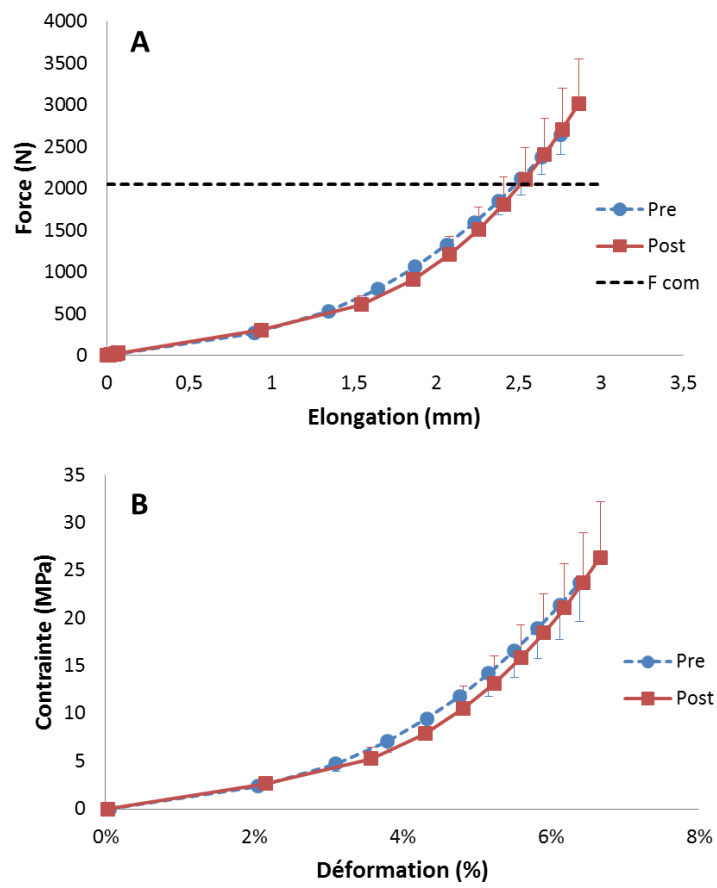 A
4000
3500
3000
2500
2000
1500
1000
500
0
Force (N)
0
0,5
1
1,5
2
2,5
3
3,5
Elongation (mm)
Pre
Post
F com
B
35
30
25
20
15
10
5
0
Contrainte (MPa)
0%
2%
4%
6%
8%
Déformation (%)
Pre
Post